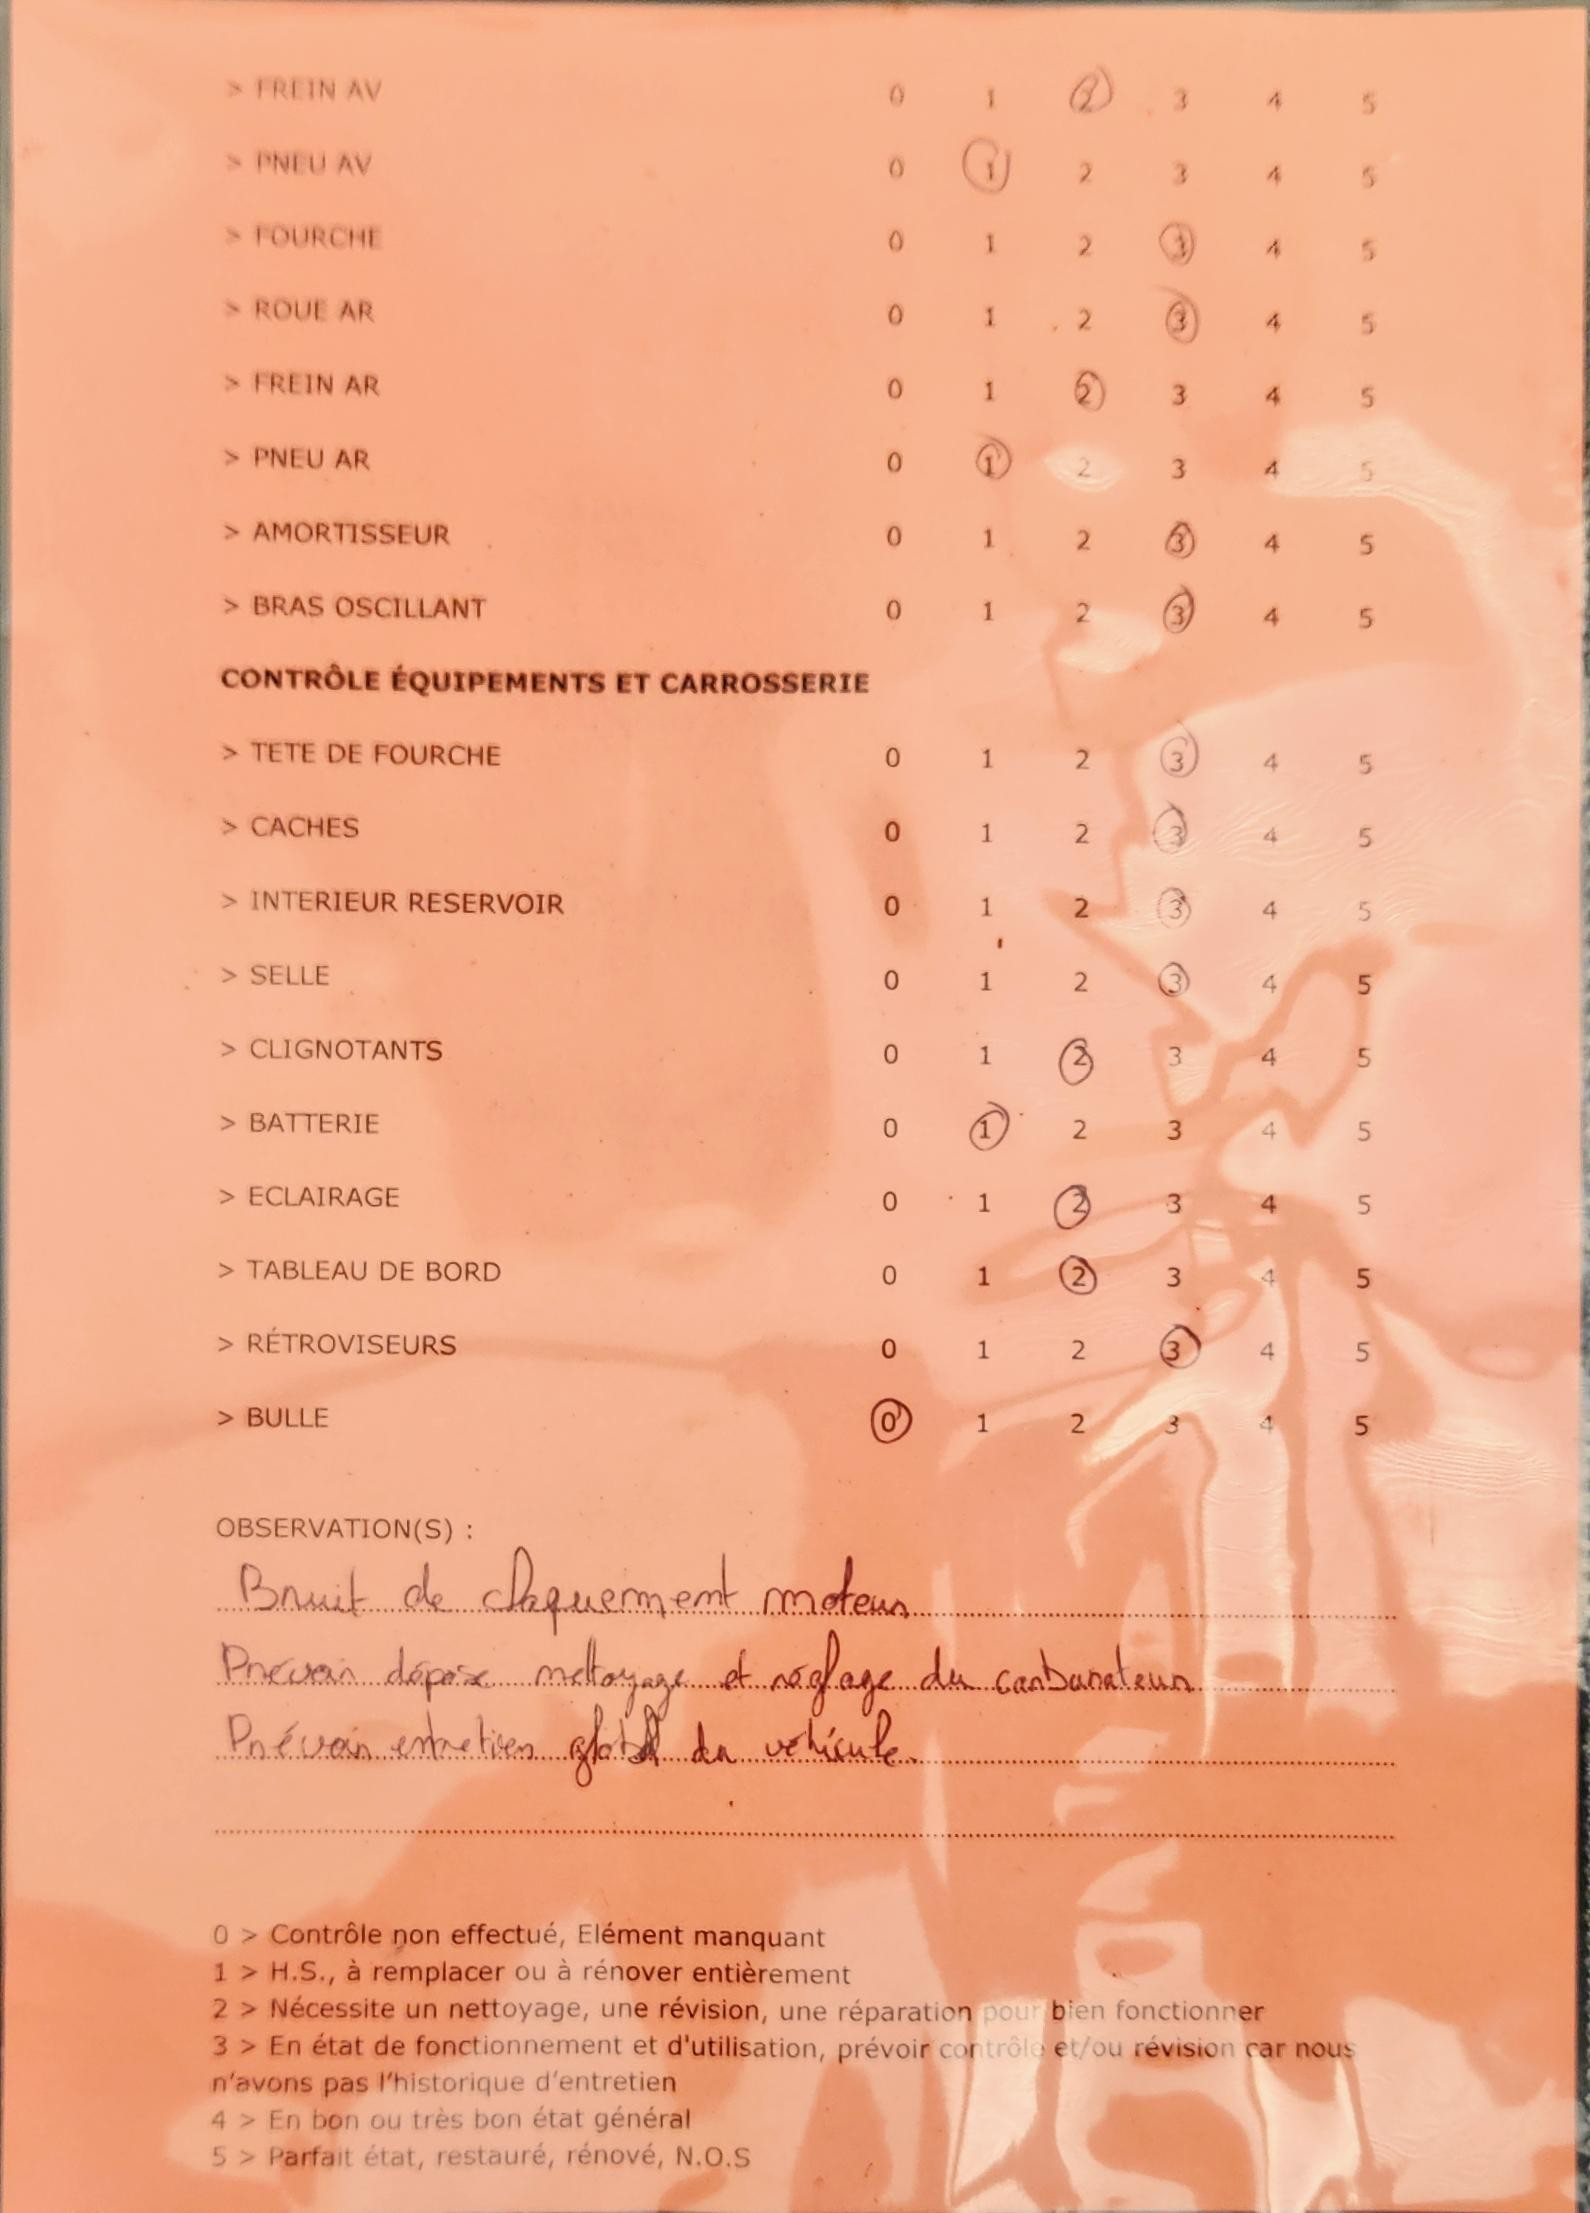 > FREIN AV 0 1 2 3 4 5
> PNEU AV 0 1 2 3 4 5
> FOURCHE 0 1 2 3 4 5
> ROUE AR 0 1 2 3 4 5
> FREIN AR 0 1 2 3 4 5
> PNEU AR 0 1 2 3 4 5
> AMORTISSEUR 0 1 2 3 4 5
> BRAS OSCILLANT 0 1 2 3 4 5
CONTRÔLE ÉQUIPEMENTS ET CARROSSERIE
> TETE DE FOURCHE 0 1 2 3 4 5
> CACHES 0 1 2 3 4 5
> INTERIEUR RESERVOIR 0 1 2 3 4 5
> SELLE 0 1 2 3 4 5
> CLIGNOTANTS 0 1 2 3 4 5
> BATTERIE 0 1 2 3 4 5
> ECLAIRAGE 0 1 2 3 4 5
> TABLEAU DE BORD 0 1 2 3 4 5
> RÉTROVISEURS 0 1 2 3 4 5
> BULLE 0 1 2 3 4 5
OBSERVATION(S) :
Bruit de claquement moteur
Prévoir dépose nettoyage et réglage du carburateur
Prévoir entretien global du véhicule.
0 > Contrôle non effectué, Elément manquant
1 > H.S., à remplacer ou à rénover entièrement
2 > Nécessite un nettoyage, une révision, une réparation pour bien fonctionner
3 > En état de fonctionnement et d'utilisation, prévoir contrôle et/ou révision car nous
n'avons pas l'historique d'entretien
4 > En bon ou très bon état général
5 > Parfait état, restauré, rénové, N.O.S